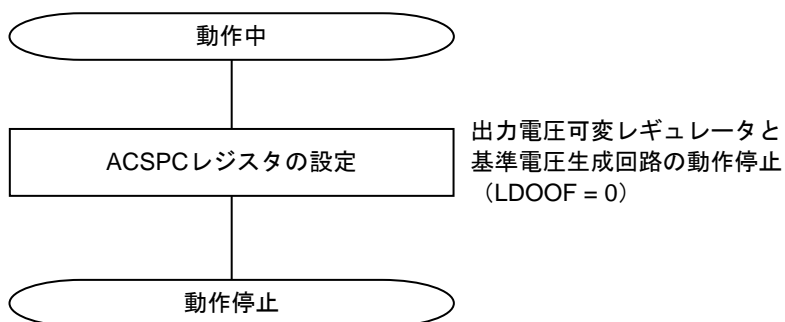 動作中
ACSPCレジスタの設定
出力電圧可変レギュレータと
基準電圧生成回路の動作停止
（LDOOF = 0）
動作停止